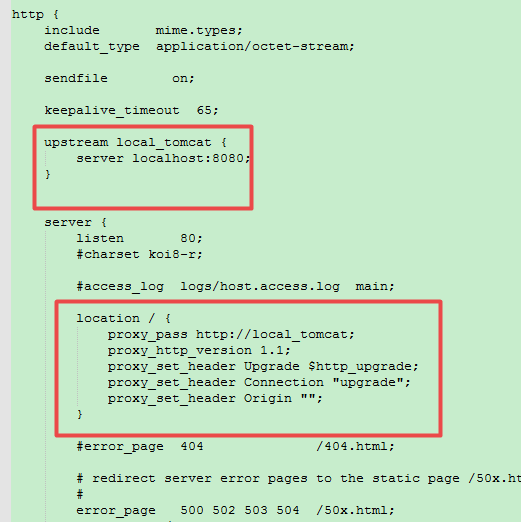 http {
    include       mime.types;
    default_type  application/octet-stream;
    sendfile        on;
    keepalive_timeout  65;
    upstream local_tomcat {
        server localhost:8080;
    }
    server {
        listen       80;
        #charset koi8-r;
        #access_log  logs/host.access.log  main;
        location / {
            proxy_pass http://local_tomcat;
            proxy_http_version 1.1;
            proxy_set_header Upgrade $http_upgrade;
            proxy_set_header Connection "upgrade";
            proxy_set_header Origin "";
        }
        #error_page  404              /404.html;
        # redirect server error pages to the static page /50x.ht
        #
        error_page   500 502 503 504  /50x.html;